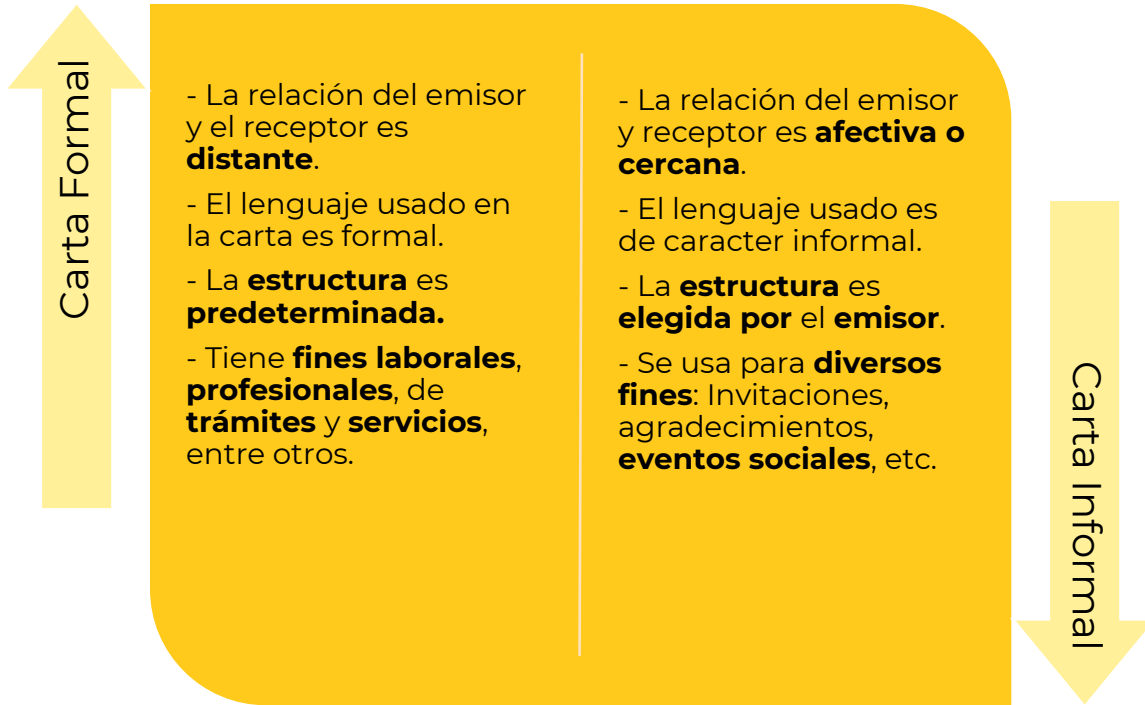 Carta Formal
- La relación del emisor
y el receptor es
distante.
- El lenguaje usado en
la carta es formal.
- La estructura es
predeterminada.
- Tiene fines laborales,
profesionales, de
trámites y servicios,
entre otros.
- La relación del emisor
y receptor es afectiva o
cercana.
- El lenguaje usado es
de caracter informal.
- La estructura es
elegida por el emisor.
- Se usa para diversos
fines: Invitaciones,
agradecimientos,
eventos sociales, etc.
Carta Informal